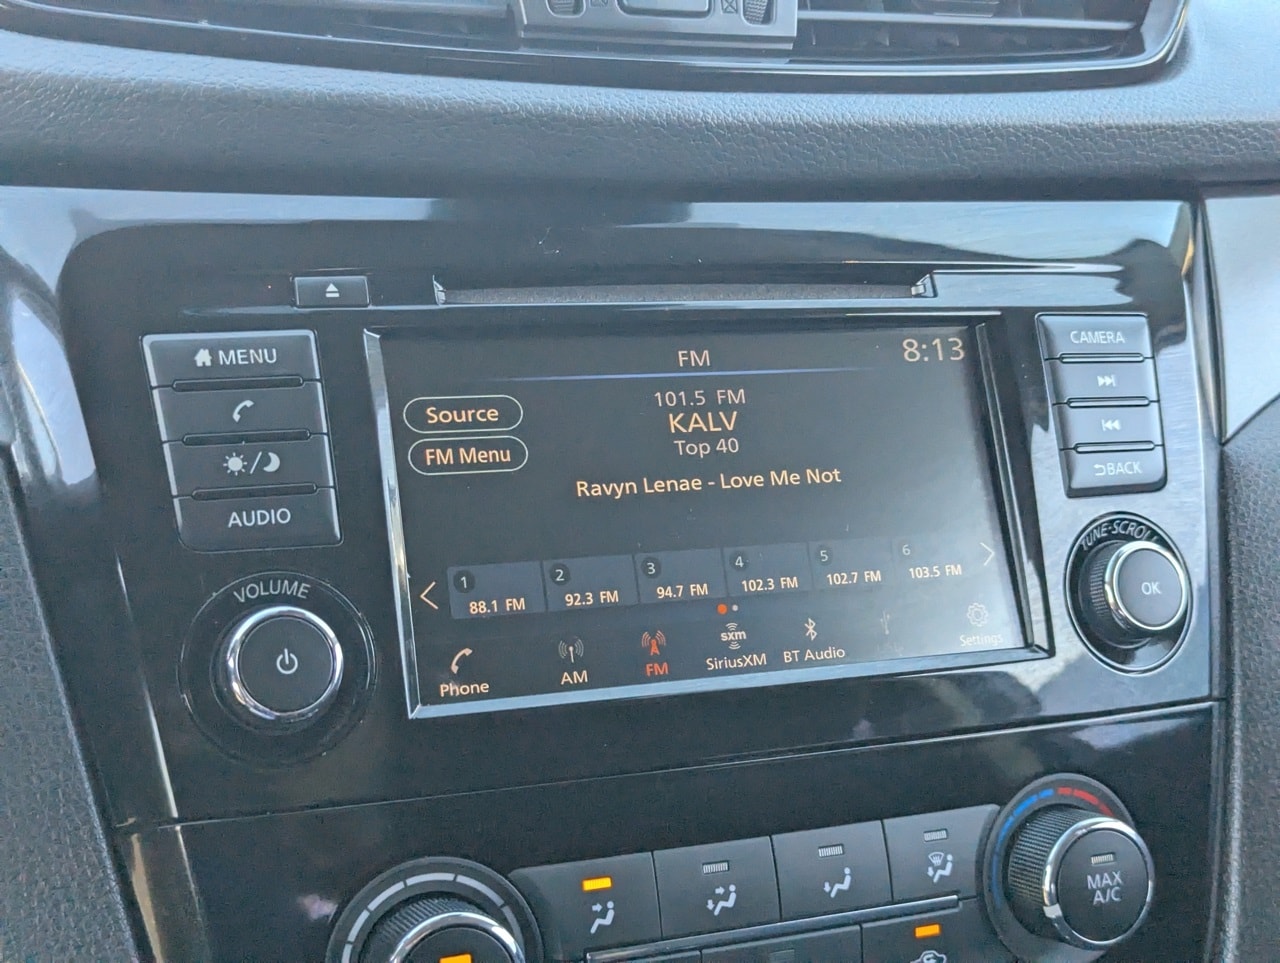 MENU
AUDIO
VOLUME
FM
8:13
Source
FM Menu
101.5 FM
KALV
Top 40
Ravyn Lenae - Love Me Not
1
88.1 FM
2
92.3 FM
3
94.7 FM
4
102.3 FM
5
102.7 FM
6
103.5 FM
Phone
AM
FM
sxm
SiriusXM
BT Audio
Settings
CAMERA
BACK
TUNE-SCROLL
OK
MAX
A/C